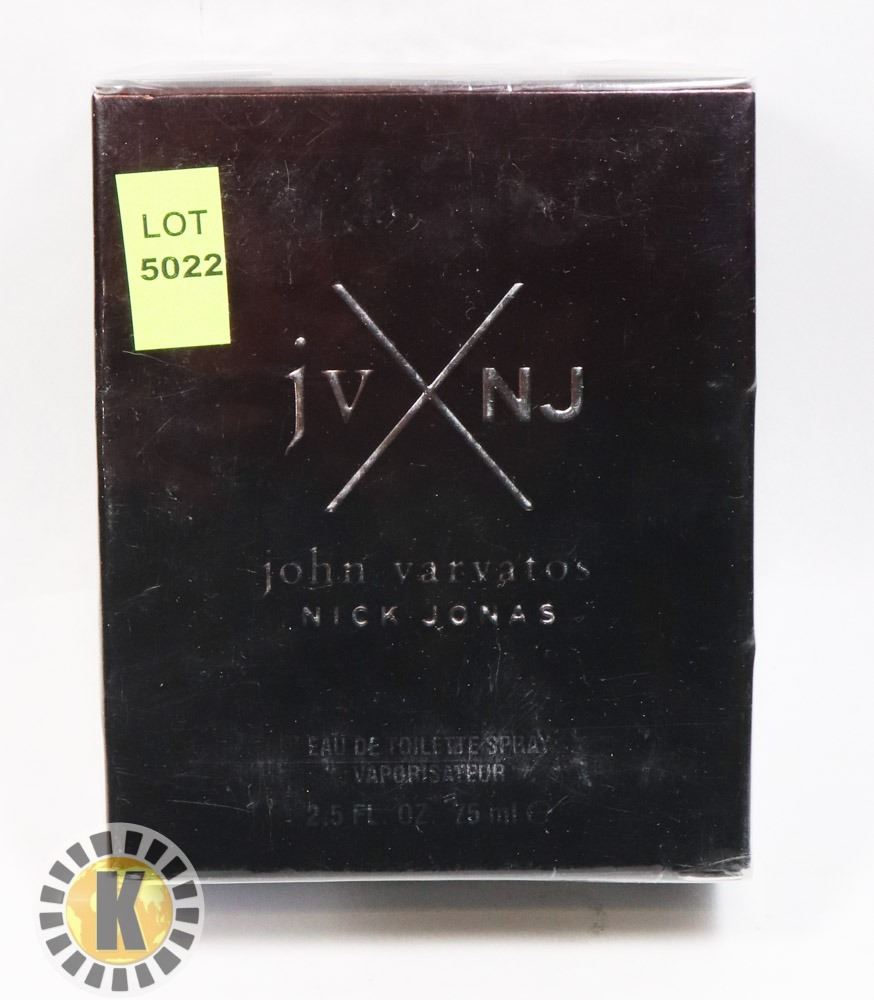 LOT
5022
jv X NJ
john varvatos
NICK JONAS
EAU DE TOILETTE SPRAY
VAPORISATEUR
2.5 FL. OZ. 75 ml ℮
K